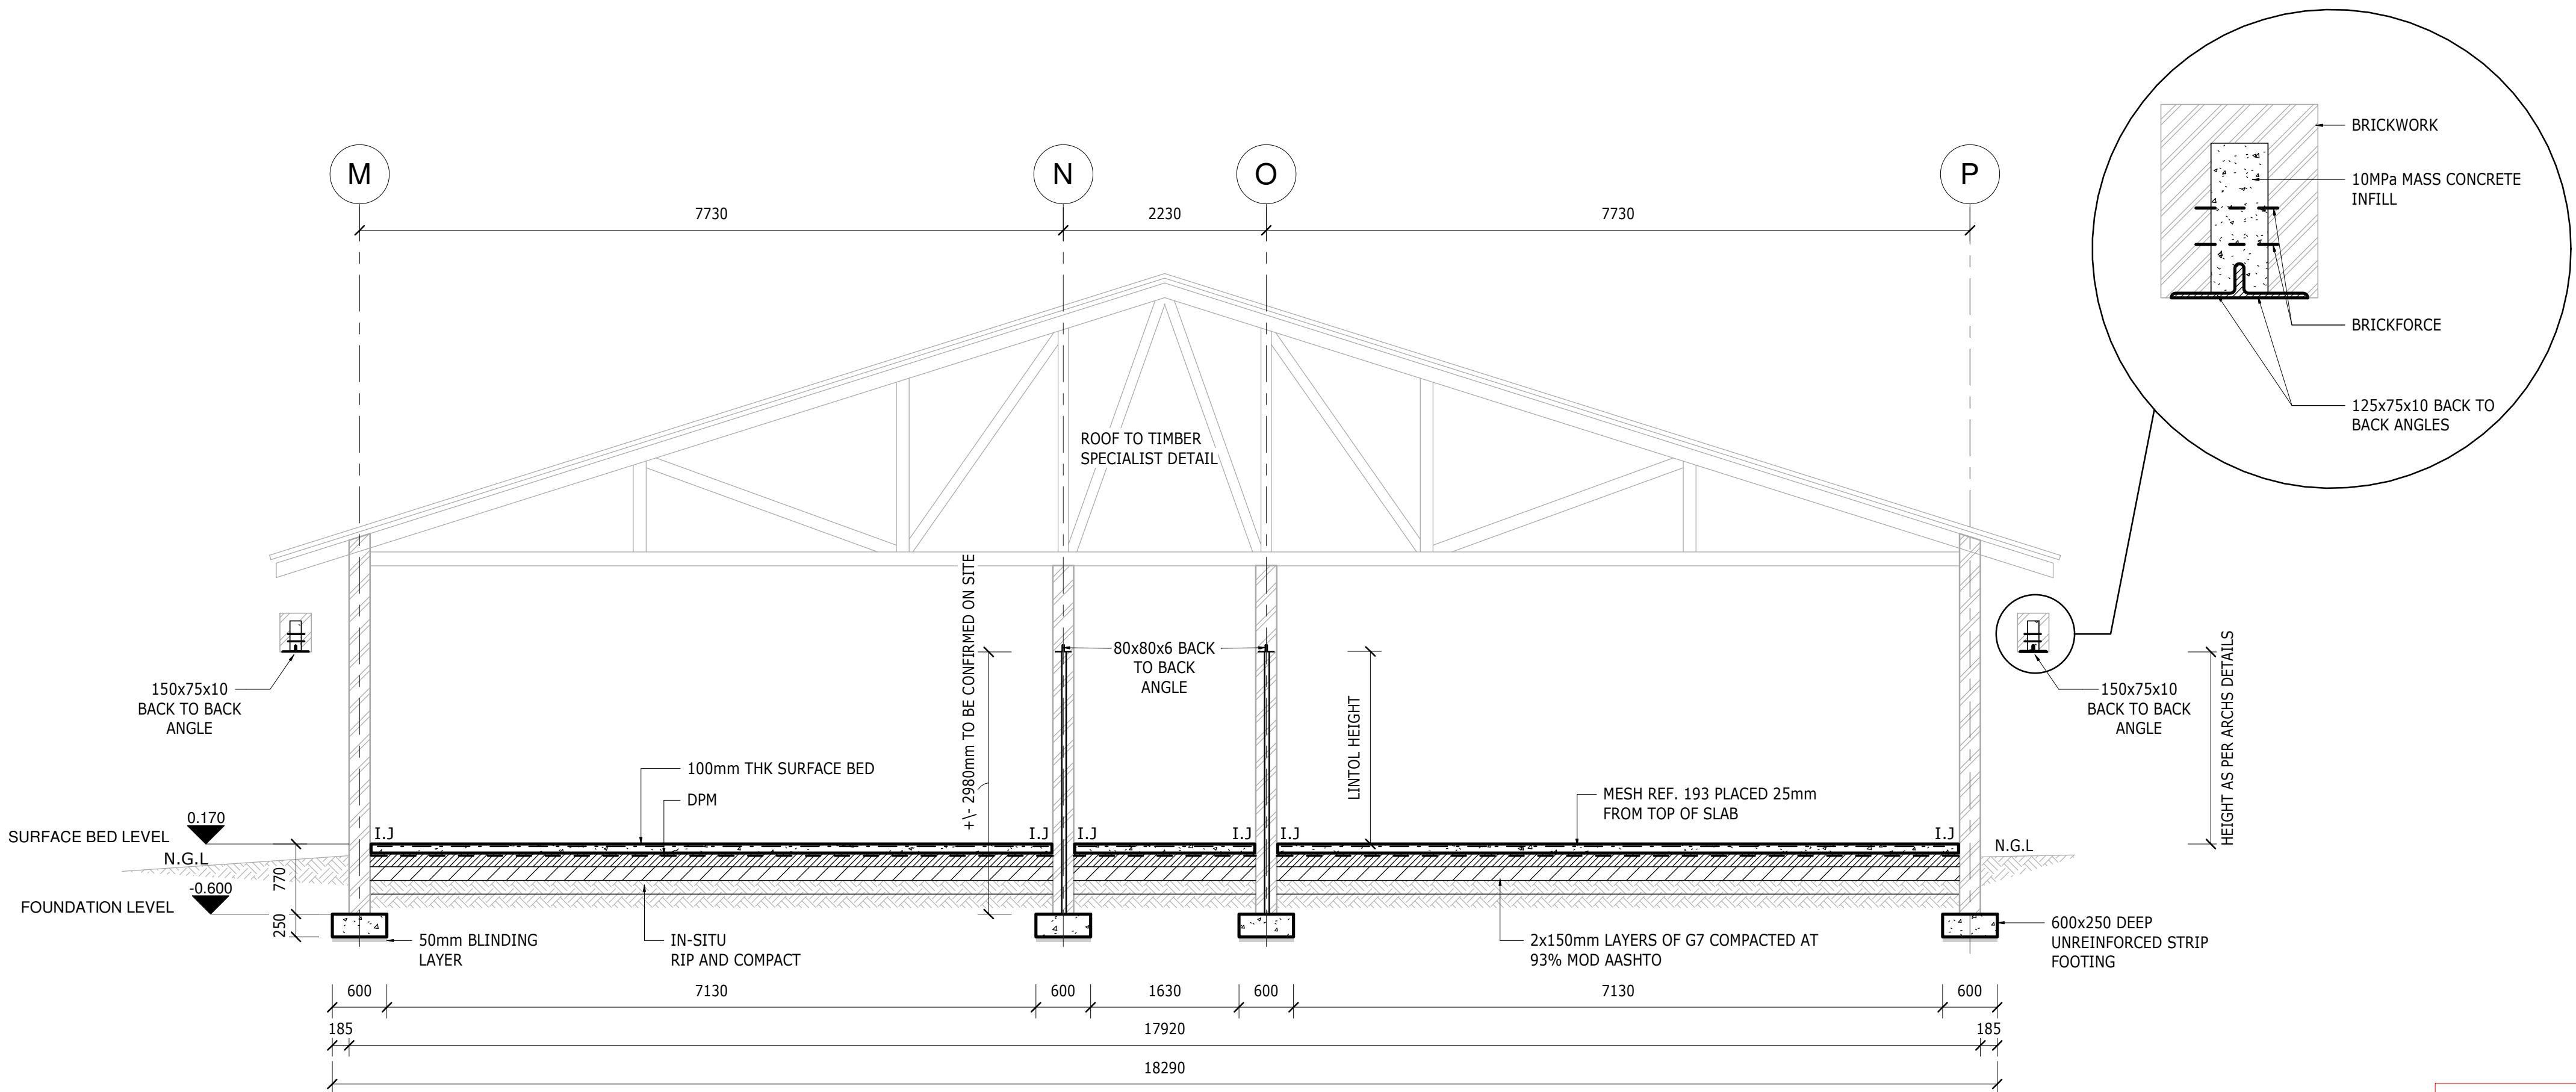 M
N
O
P
7730
2230
7730
BRICKWORK
10MPa MASS CONCRETE
INFILL
BRICKFORCE
125x75x10 BACK TO
BACK ANGLES
ROOF TO TIMBER
SPECIALIST DETAIL
150x75x10
BACK TO BACK
ANGLE
+\- 2980mm TO BE CONFIRMED ON SITE
80x80x6 BACK
TO BACK
ANGLE
LINTOL HEIGHT
150x75x10
BACK TO BACK
ANGLE
HEIGHT AS PER ARCHS DETAILS
100mm THK SURFACE BED
DPM
MESH REF. 193 PLACED 25mm
FROM TOP OF SLAB
SURFACE BED LEVEL
0.170
I.J
I.J
I.J
I.J
I.J
I.J
N.G.L
N.G.L
770
-0.600
FOUNDATION LEVEL
250
50mm BLINDING
LAYER
IN-SITU
RIP AND COMPACT
2x150mm LAYERS OF G7 COMPACTED AT
93% MOD AASHTO
600x250 DEEP
UNREINFORCED STRIP
FOOTING
600
7130
600
1630
600
7130
600
185
17920
185
18290